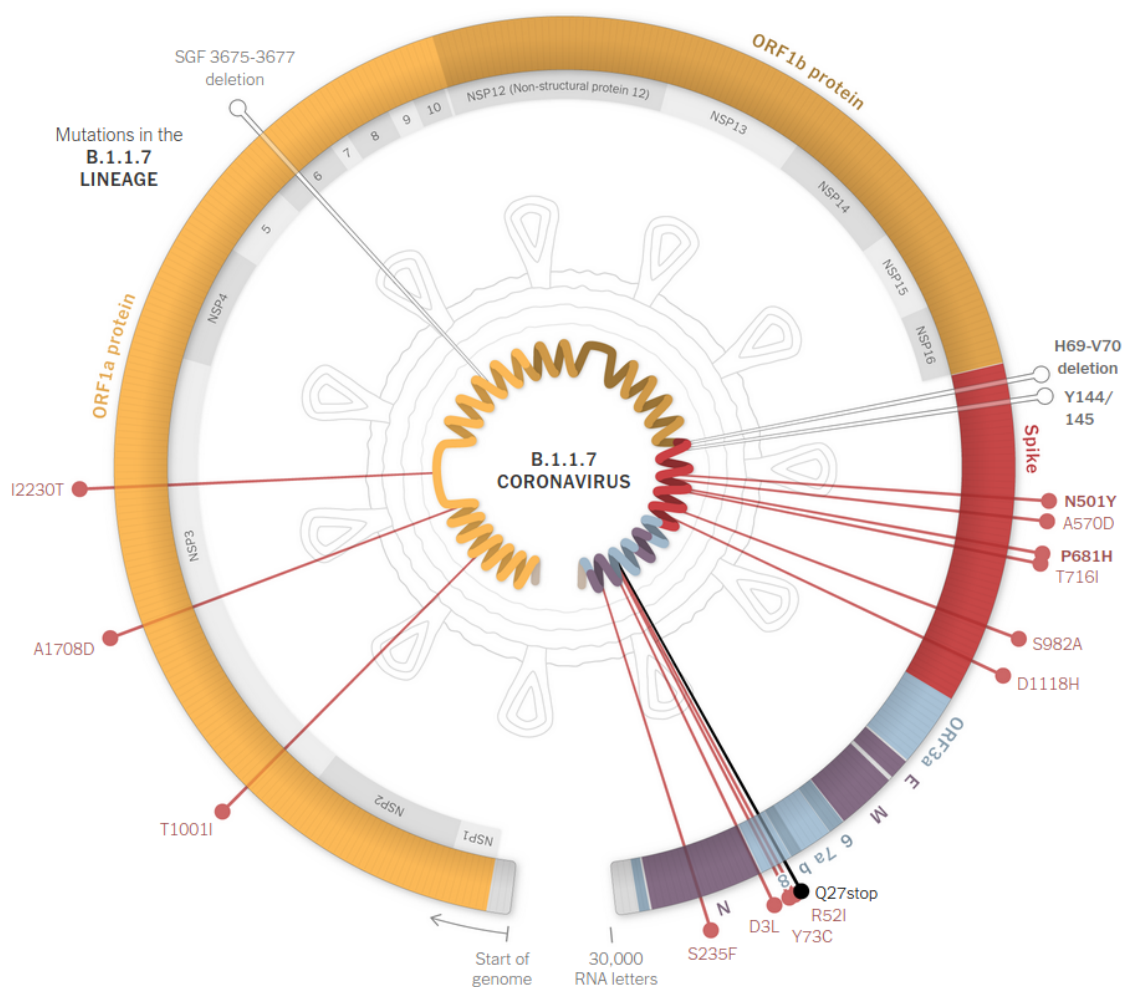 SGF 3675-3677
deletion
Mutations in the
B.1.1.7
LINEAGE
ORF1a protein
ORF1b protein
NSP1
NSP2
NSP3
NSP4
5
6
7
8
9
10
NSP12 (Non-structural protein 12)
NSP13
NSP14
NSP15
NSP16
H69-V70
deletion
Y144/
145
Spike
B.1.1.7
CORONAVIRUS
N501Y
A570D
P681H
T716I
S982A
D1118H
I2230T
A1708D
T1001I
ORF3a
E
M
6
7a
b
8
N
Q27stop
R52I
Y73C
D3L
S235F
Start of
genome
30,000
RNA letters